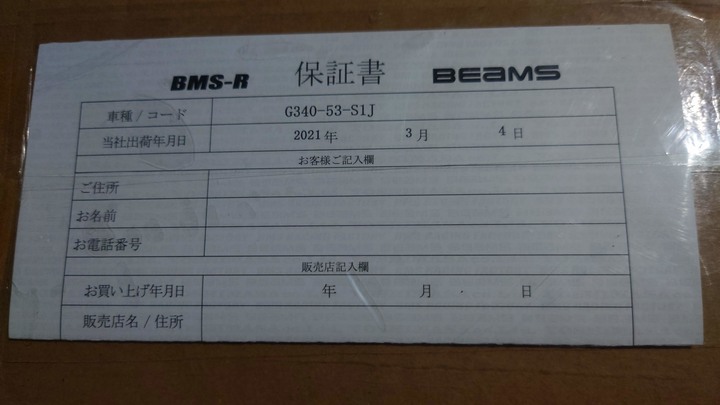 BMS-R 保証書 BEAMS
車種 / コード G340-53-S1J
当社出荷年月日 2021年 3月 4日
お客様ご記入欄
ご住所
お名前
お電話番号
販売店記入欄
お買い上げ年月日 年 月 日
販売店名 / 住所